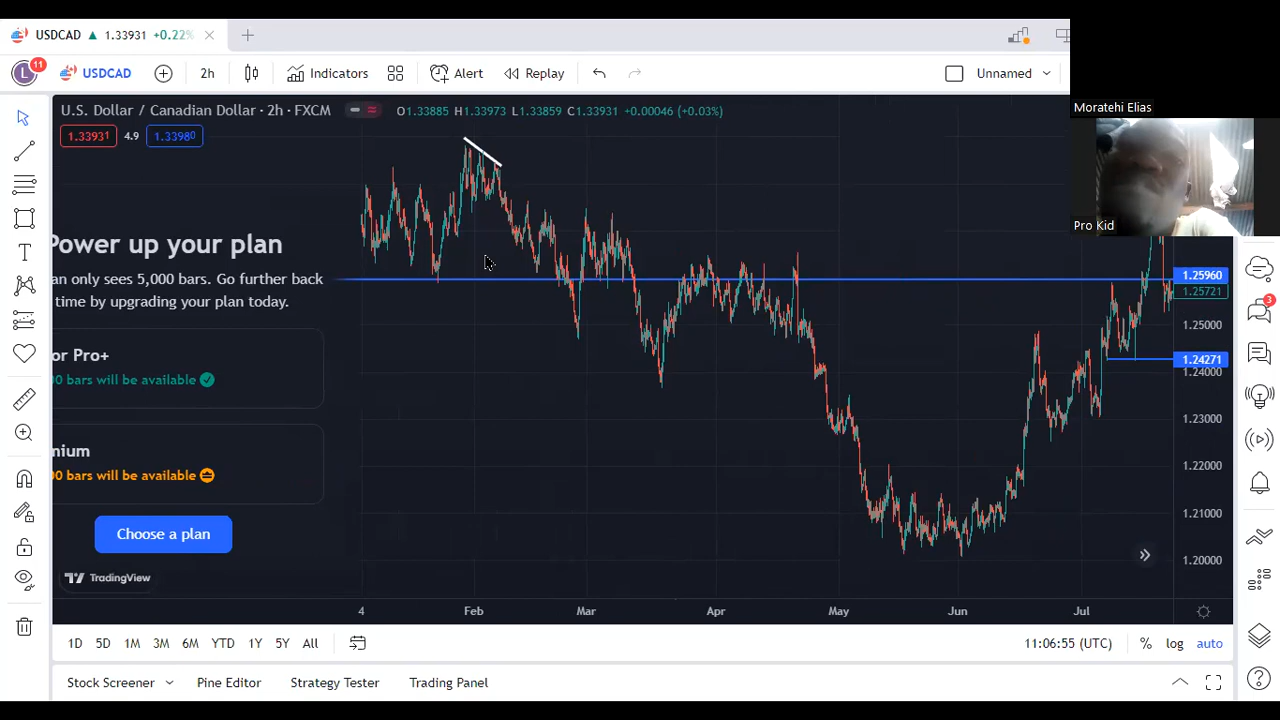 USDCAD ▲ 1.33931 +0.22%
L 11 USDCAD 2h Indicators Alert Replay Unnamed
Moratehi Elias
Pro Kid
U.S. Dollar / Canadian Dollar · 2h · FXCM O1.33885 H1.33973 L1.33859 C1.33931 +0.00046 (+0.03%)
1.33931 4.9 1.33980
Power up your plan
an only sees 5,000 bars. Go further back
time by upgrading your plan today.
or Pro+
00 bars will be available
mium
00 bars will be available
Choose a plan
TradingView
1.25960
1.25721
1.25000
1.24271
1.24000
1.23000
1.22000
1.21000
1.20000
3
4 Feb Mar Apr May Jun Jul
1D 5D 1M 3M 6M YTD 1Y 5Y All 11:06:55 (UTC) % log auto
Stock Screener Pine Editor Strategy Tester Trading Panel